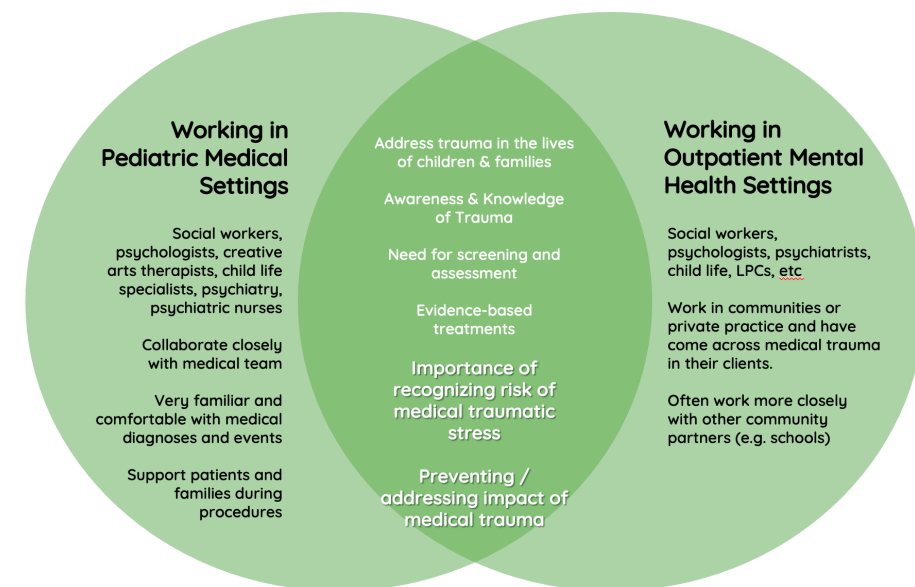 Working in
Pediatric Medical
Settings
Social workers,
psychologists, creative
arts therapists, child life
specialists, psychiatry,
psychiatric nurses
Collaborate closely
with medical team
Very familiar and
comfortable with medical
diagnoses and events
Support patients and
families during
procedures
Address trauma in the lives
of children & families
Awareness & Knowledge
of Trauma
Need for screening and
assessment
Evidence-based
treatments
Importance of
recognizing risk of
medical traumatic
stress
Preventing /
addressing impact of
medical trauma
Working in
Outpatient Mental
Health Settings
Social workers,
psychologists, psychiatrists,
child life, LPCs, etc
Work in communities or
private practice and have
come across medical trauma
in their clients.
Often work more closely
with other community
partners (e.g. schools)